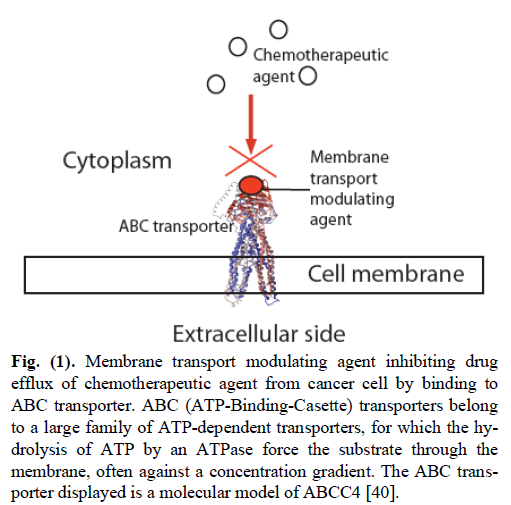 Chemotherapeutic
agent
Cytoplasm
Membrane
transport
modulating
agent
ABC transporter
Cell membrane
Extracellular side
Fig. (1). Membrane transport modulating agent inhibiting drug
efflux of chemotherapeutic agent from cancer cell by binding to
ABC transporter. ABC (ATP-Binding-Casette) transporters belong
to a large family of ATP-dependent transporters, for which the hy-
drolysis of ATP by an ATPase force the substrate through the
membrane, often against a concentration gradient. The ABC trans-
porter displayed is a molecular model of ABCC4 [40].